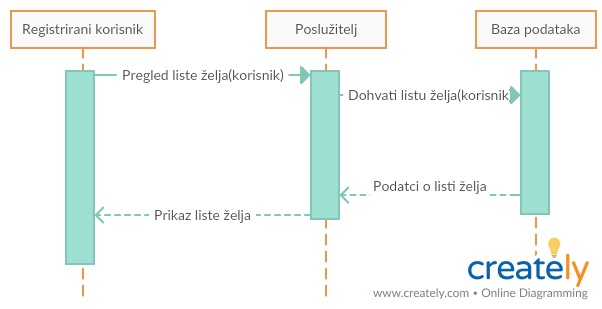 Registrirani korisnik
Poslužitelj
Baza podataka
Pregled liste želja(korisnik)
Dohvati listu želja(korisnik
Podatci o listi želja
Prikaz liste želja
creately
www.creately.com • Online Diagramming